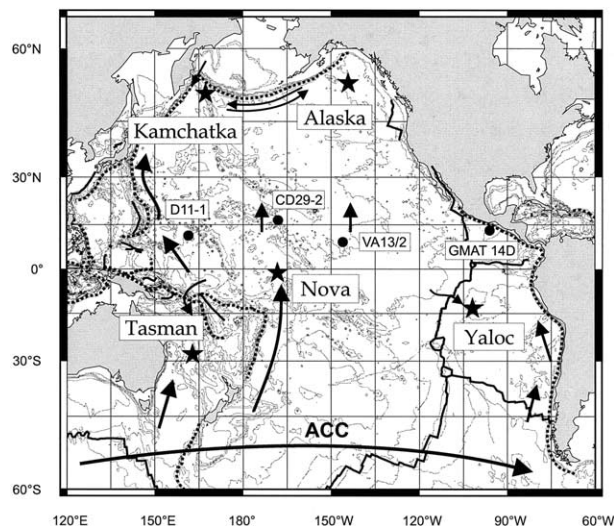 60°N
Kamchatka
Alaska
30°N
D11-1
CD29-2
VA13/2
GMAT 14D
0°
Nova
Tasman
Yaloc
30°S
ACC
60°S
120°E 150°E 180° 150°W 120°W 90°W 60°W